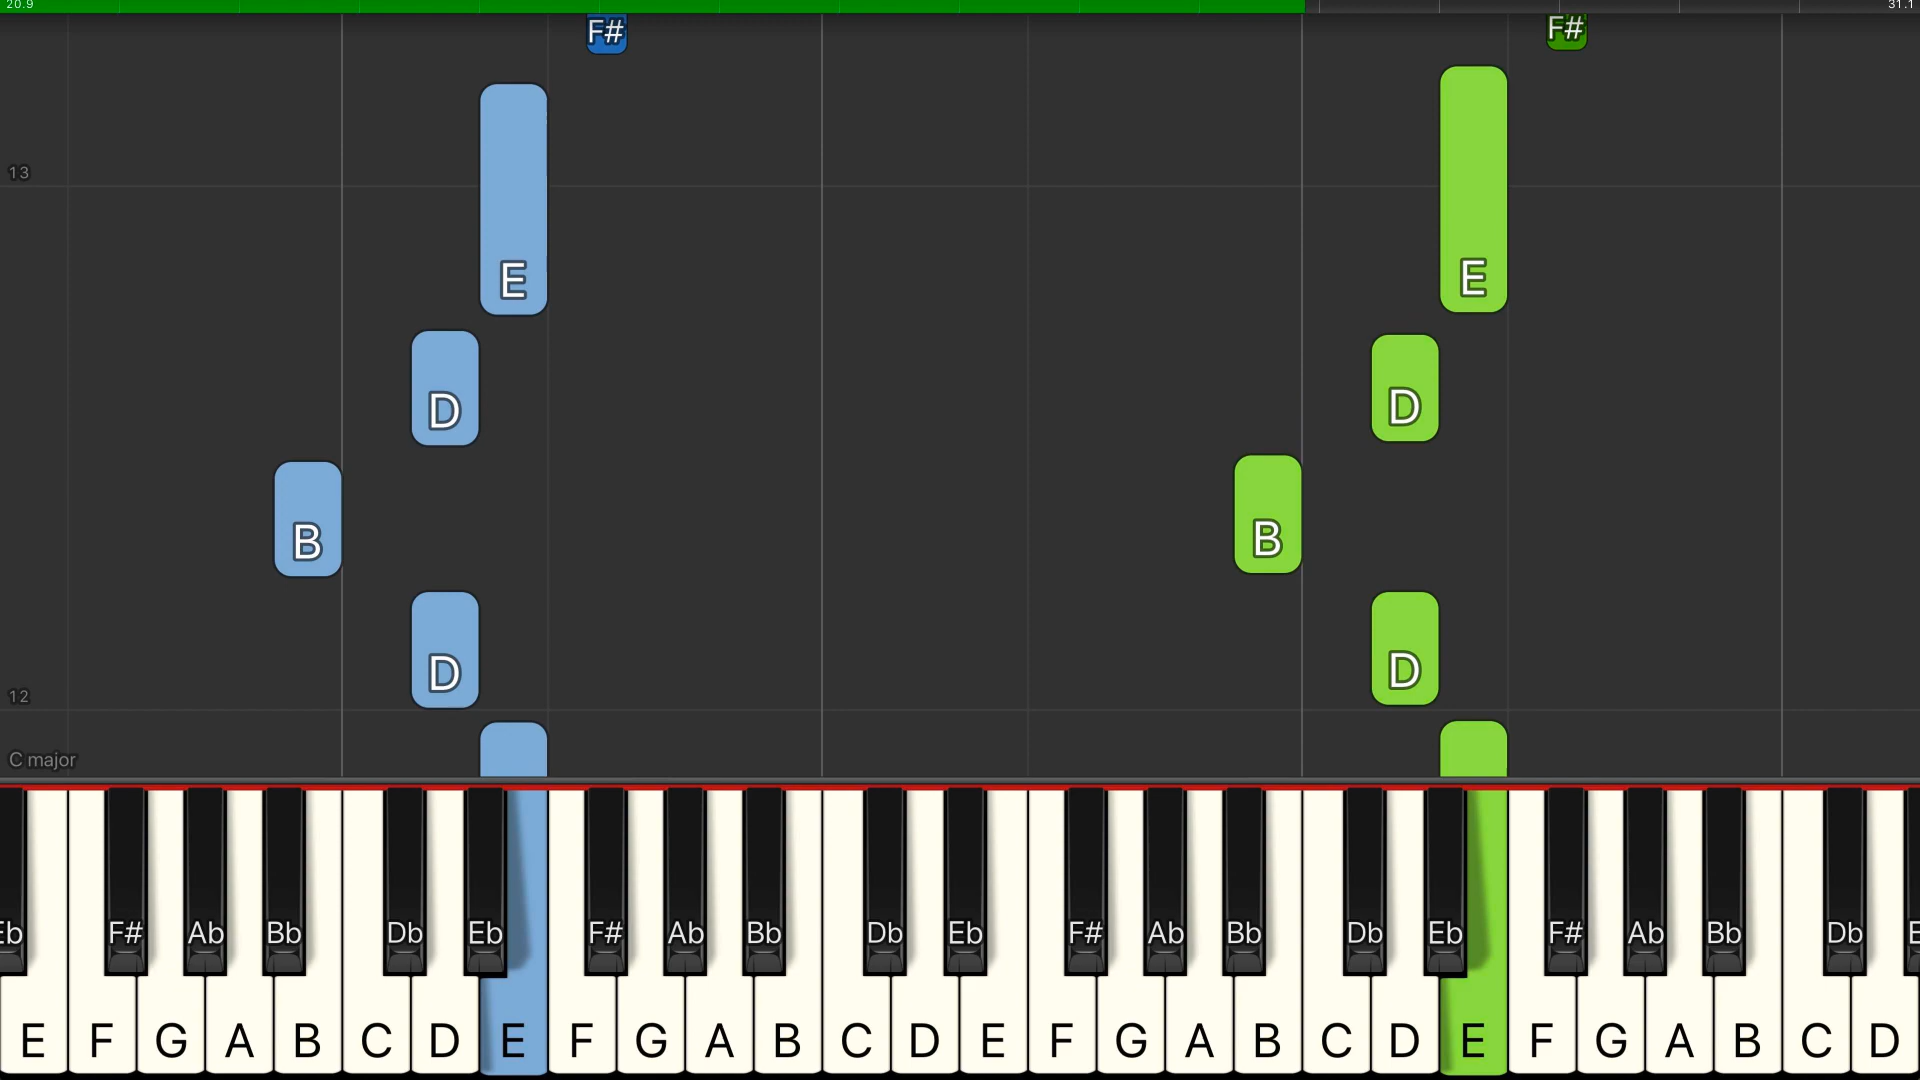 20.9 31.1
F# F#
13
E E
D D
B B
12
D D
C major
Eb F# Ab Bb Db Eb F# Ab Bb Db Eb F# Ab Bb Db Eb F# Ab Bb Db E
E F G A B C D E F G A B C D E F G A B C D E F G A B C D